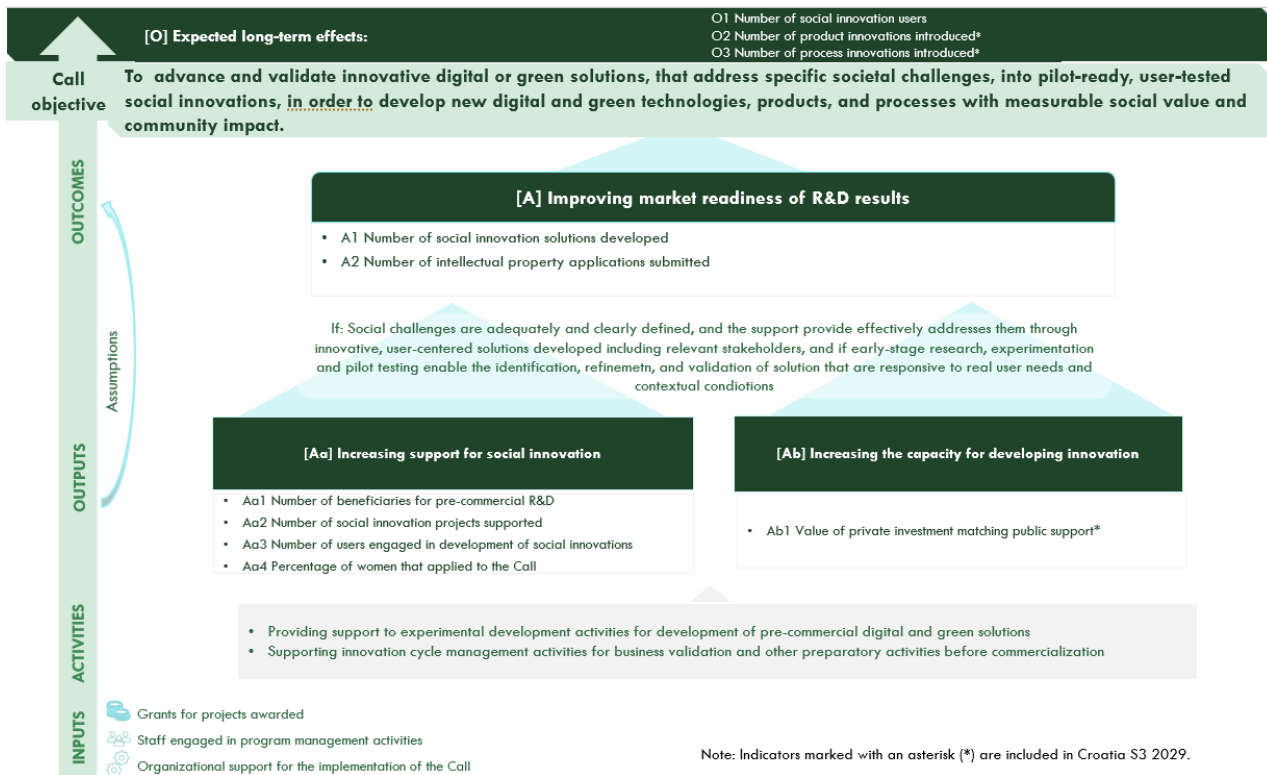 [O] Expected long-term effects:
O1 Number of social innovation users
O2 Number of product innovations introduced*
O3 Number of process innovations introduced*
Call
objective
To advance and validate innovative digital or green solutions, that address specific societal challenges, into pilot-ready, user-tested
social innovations, in order to develop new digital and green technologies, products, and processes with measurable social value and
community impact.
OUTCOMES
[A] Improving market readiness of R&D results
• A1 Number of social innovation solutions developed
• A2 Number of intellectual property applications submitted
Assumptions
If: Social challenges are adequately and clearly defined, and the support provide effectively addresses them through
innovative, user-centered solutions developed including relevant stakeholders, and if early-stage research, experimentation
and pilot testing enable the identification, refinemetn, and validation of solution that are responsive to real user needs and
contextual condiotions
OUTPUTS
[Aa] Increasing support for social innovation
• Aa1 Number of beneficiaries for pre-commercial R&D
• Aa2 Number of social innovation projects supported
• Aa3 Number of users engaged in development of social innovations
• Aa4 Percentage of women that applied to the Call
[Ab] Increasing the capacity for developing innovation
• Ab1 Value of private investment matching public support*
ACTIVITIES
• Providing support to experimental development activities for development of pre-commercial digital and green solutions
• Supporting innovation cycle management activities for business validation and other preparatory activities before commercialization
INPUTS
Grants for projects awarded
Staff engaged in program management activities
Organizational support for the implementation of the Call
Note: Indicators marked with an asterisk (*) are included in Croatia S3 2029.